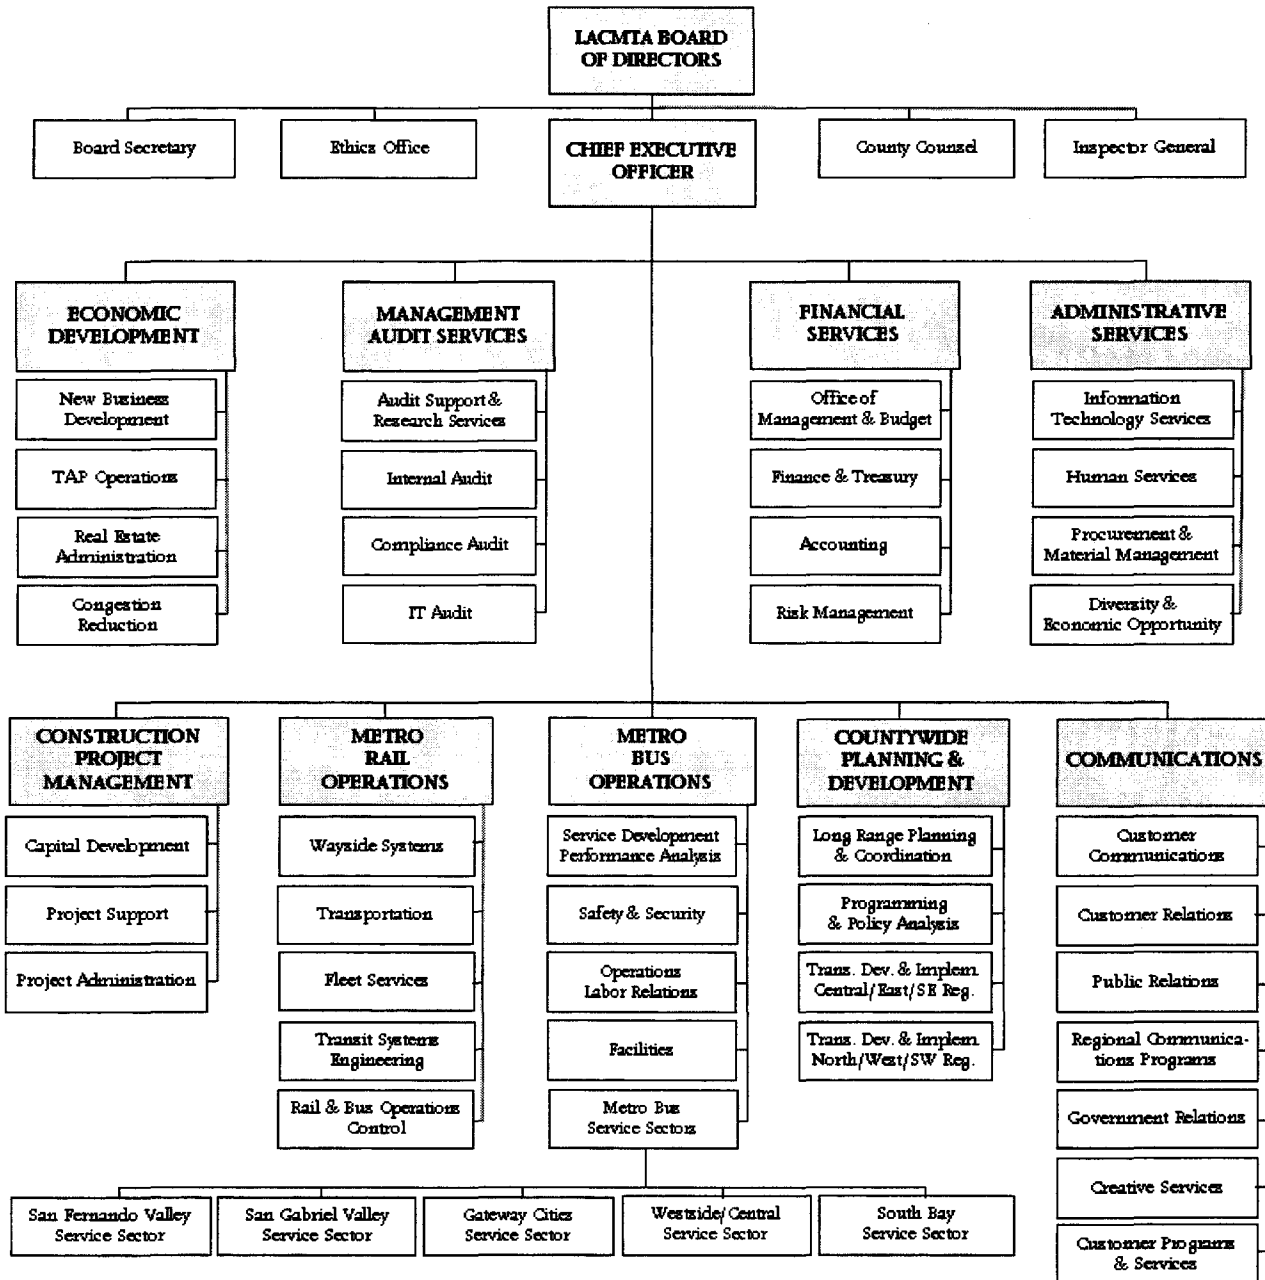 LACMTA BOARD
OF DIRECTORS
Board Secretary
Ethics Office
CHIEF EXECUTIVE
OFFICER
County Counsel
Inspector General
ECONOMIC
DEVELOPMENT
New Business
Development
TAP Operations
Real Estate
Administration
Congestion
Reduction
MANAGEMENT
AUDIT SERVICES
Audit Support &
Research Services
Internal Audit
Compliance Audit
IT Audit
FINANCIAL
SERVICES
Office of
Management & Budget
Finance & Treasury
Accounting
Risk Management
ADMINISTRATIVE
SERVICES
Information
Technology Services
Human Services
Procurement &
Material Management
Diversity &
Economic Opportunity
CONSTRUCTION
PROJECT
MANAGEMENT
Capital Development
Project Support
Project Administration
METRO
RAIL
OPERATIONS
Wayside Systems
Transportation
Fleet Services
Transit Systems
Engineering
Rail & Bus Operations
Control
METRO
BUS
OPERATIONS
Service Development
Performance Analysis
Safety & Security
Operations
Labor Relations
Facilities
Metro Bus
Service Sectors
COUNTYWIDE
PLANNING &
DEVELOPMENT
Long Range Planning
& Coordination
Programming
& Policy Analysis
Trans. Dev. & Implem.
Central/East/SE Reg.
Trans. Dev. & Implem.
North/West/SW Reg.
COMMUNICATIONS
Customer
Communications
Customer Relations
Public Relations
Regional Communica-
tions Programs
Government Relations
Creative Services
Customer Programs
& Services
San Fernando Valley
Service Sector
San Gabriel Valley
Service Sector
Gateway Cities
Service Sector
Westside/Central
Service Sector
South Bay
Service Sector